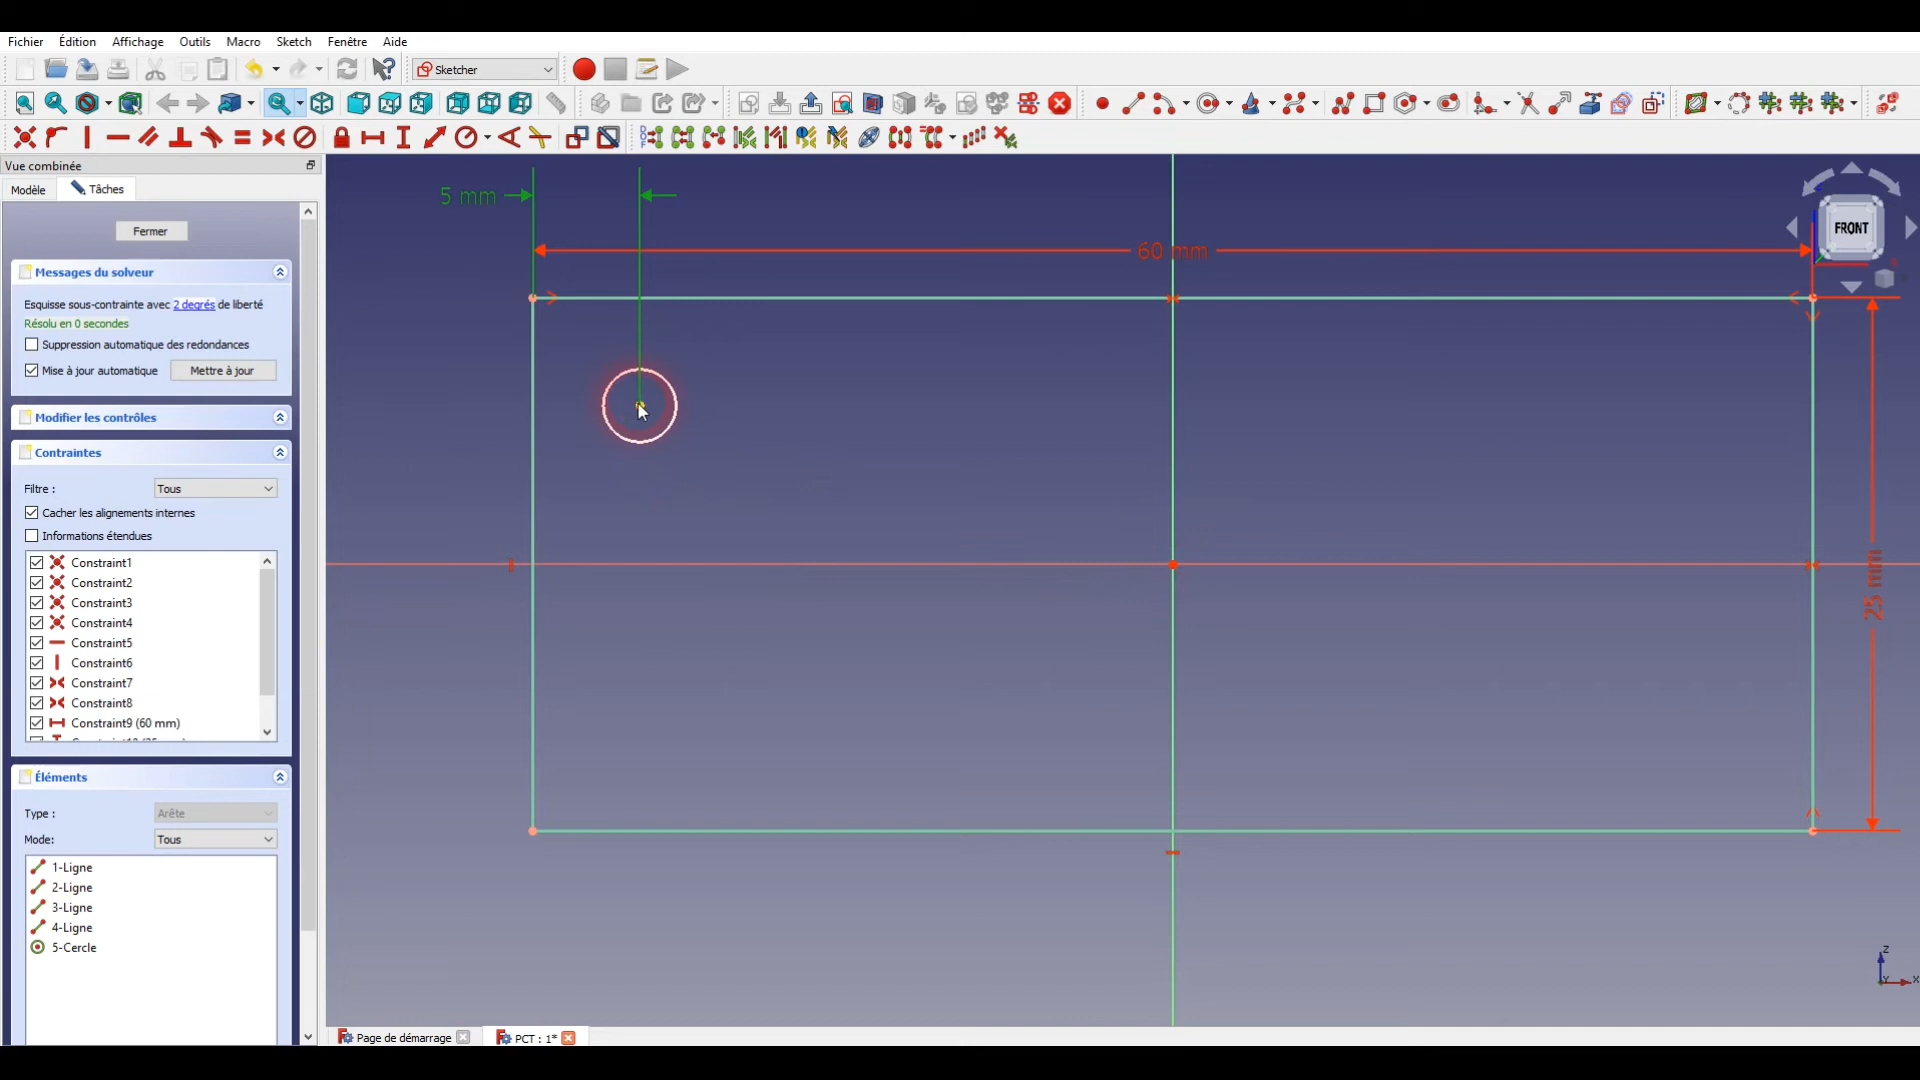 Fichier Édition Affichage Outils Macro Sketch Fenêtre Aide
Sketcher
Vue combinée
Modèle Tâches
Fermer
Messages du solveur
Esquisse sous-contrainte avec 2 degrés de liberté
Résolu en 0 secondes
Suppression automatique des redondances
Mise à jour automatique Mettre à jour
Modifier les contrôles
Contraintes
Filtre : Tous
Cacher les alignements internes
Informations étendues
Constraint1
Constraint2
Constraint3
Constraint4
Constraint5
Constraint6
Constraint7
Constraint8
Constraint9 (60 mm)
Éléments
Type : Arête
Mode: Tous
1-Ligne
2-Ligne
3-Ligne
4-Ligne
5-Cercle
5 mm
60 mm
25 mm
FRONT
Z
Y
X
Page de démarrage
PCT : 1*